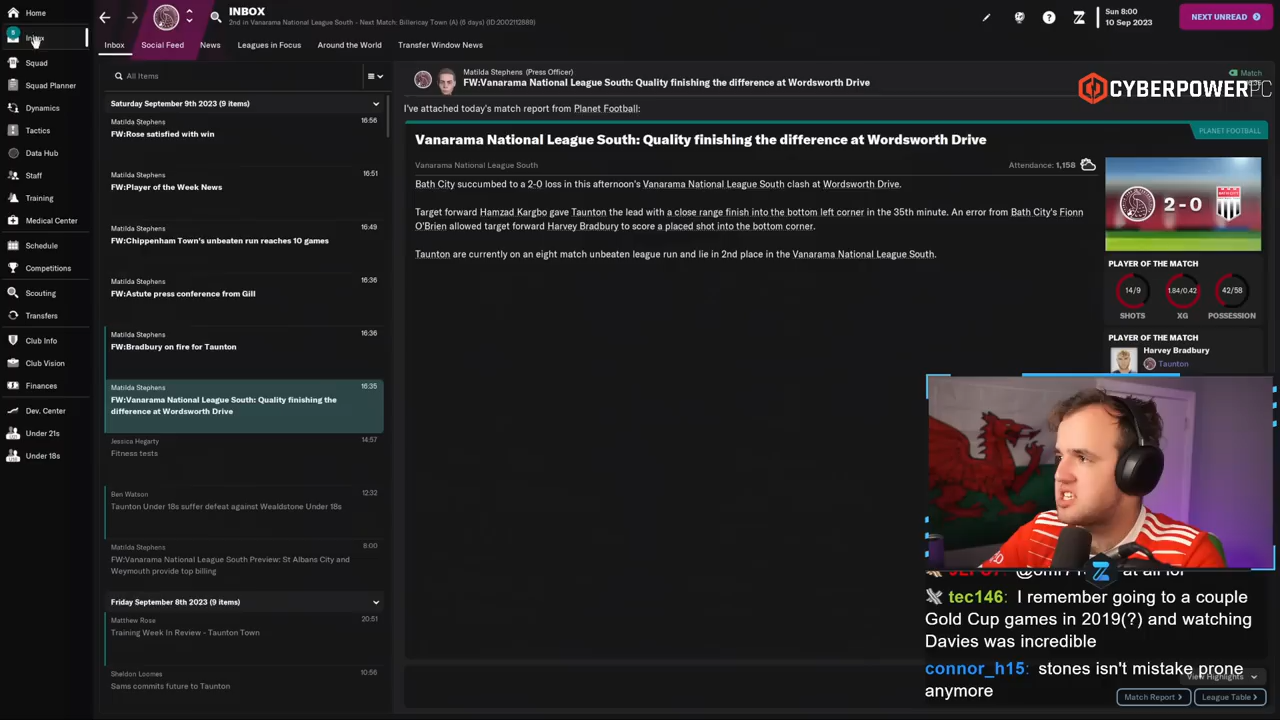 Home
Squad
Squad Planner
Dynamics
Tactics
Data Hub
Staff
Training
Medical Center
Schedule
Competitions
Scouting
Transfers
Club Info
Club Vision
Finances
Dev. Center
Under 21s
Under 18s
INBOX
2nd in Vanarama National League South - Next Match: Billericay Town (A) (6 days) (ID:2002112889)
Sun 8:00
10 Sep 2023
NEXT UNREAD
Inbox
Social Feed
News
Leagues in Focus
Around the World
Transfer Window News
All Items
Saturday September 9th 2023 (9 items)
Matilda Stephens 16:56
FW:Rose satisfied with win
Matilda Stephens 16:51
FW:Player of the Week News
Matilda Stephens 16:49
FW:Chippenham Town's unbeaten run reaches 10 games
Matilda Stephens 16:36
FW:Astute press conference from Gill
Matilda Stephens 16:36
FW:Bradbury on fire for Taunton
Matilda Stephens 16:35
FW:Vanarama National League South: Quality finishing the
difference at Wordsworth Drive
Jessica Hegarty 14:57
Fitness tests
Ben Watson 12:32
Taunton Under 18s suffer defeat against Wealdstone Under 18s
Matilda Stephens 8:00
FW:Vanarama National League South Preview: St Albans City and
Weymouth provide top billing
Friday September 8th 2023 (9 items)
Matthew Rose 20:51
Training Week In Review - Taunton Town
Sheldon Loomes 10:56
Sams commits future to Taunton
Matilda Stephens (Press Officer)
FW:Vanarama National League South: Quality finishing the difference at Wordsworth Drive
Match
CYBERPOWERPC
I've attached today's match report from Planet Football:
PLANET FOOTBALL
Vanarama National League South: Quality finishing the difference at Wordsworth Drive
Vanarama National League South
Attendance: 1,158
Bath City succumbed to a 2-0 loss in this afternoon's Vanarama National League South clash at Wordsworth Drive.
Target forward Hamzad Kargbo gave Taunton the lead with a close range finish into the bottom left corner in the 35th minute. An error from Bath City's Fionn
O'Brien allowed target forward Harvey Bradbury to score a placed shot into the bottom corner.
Taunton are currently on an eight match unbeaten league run and lie in 2nd place in the Vanarama National League South.
2-0
PLAYER OF THE MATCH
14/9
1.84/0.42
42/58
SHOTS
XG
POSSESSION
PLAYER OF THE MATCH
Harvey Bradbury
Taunton
tec146: I remember going to a couple
Gold Cup games in 2019(?) and watching
Davies was incredible
connor_h15: stones isn't mistake prone
anymore
View Highlights
Match Report
League Table